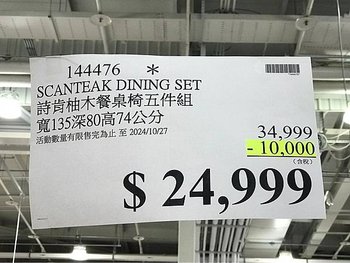 144476 *
SCANTEAK DINING SET
詩肯柚木餐桌椅五件組
寬135深80高74公分
活動數量有限售完為止 至 2024/10/27
34,999
- 10,000
(含稅)
$ 24,999